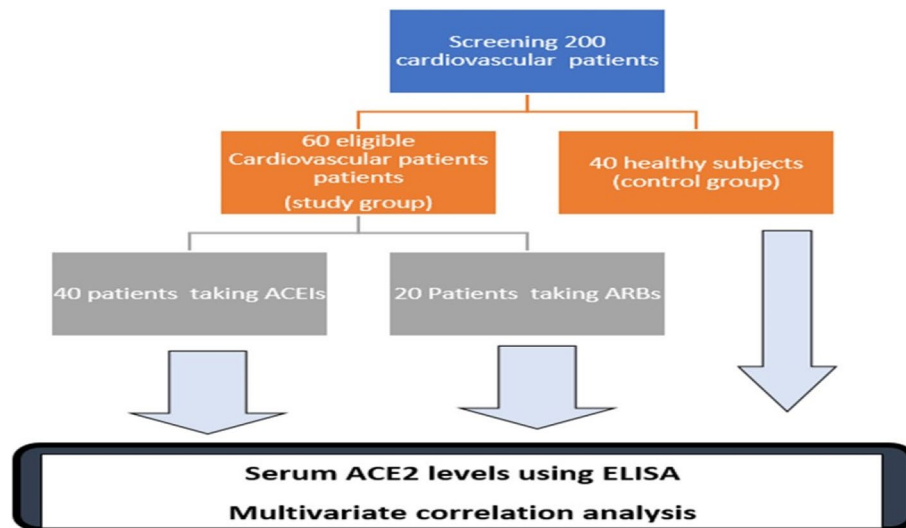 Screening 200
cardiovascular patients
60 eligible
Cardiovascular patients
patients
(study group)
40 healthy subjects
(control group)
40 patients taking ACEIs
20 Patients taking ARBs
Serum ACE2 levels using ELISA
Multivariate correlation analysis